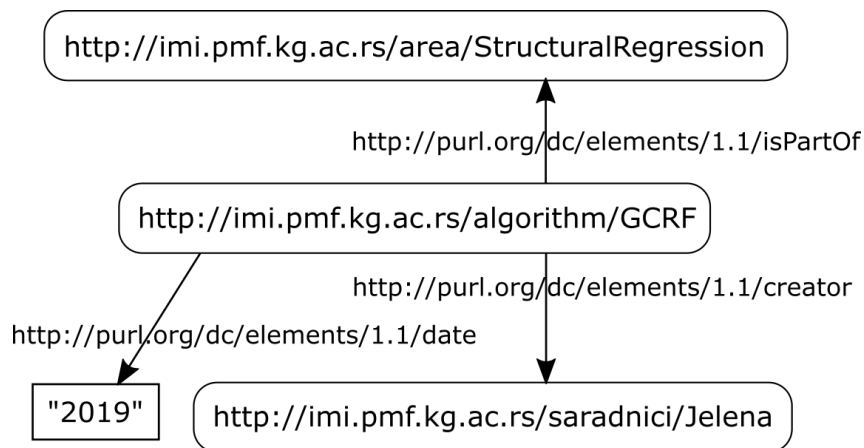 http://imi.pmf.kg.ac.rs/area/StructuralRegression
http://purl.org/dc/elements/1.1/isPartOf
http://imi.pmf.kg.ac.rs/algorithm/GCRF
http://purl.org/dc/elements/1.1/creator
http://purl.org/dc/elements/1.1/date
"2019"
http://imi.pmf.kg.ac.rs/saradnici/Jelena